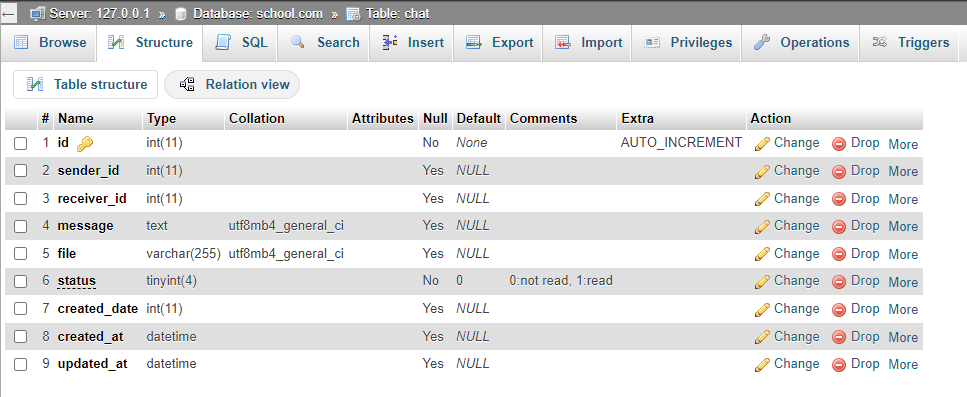 ← Server: 127.0.0.1 » Database: school.com » Table: chat
Browse Structure SQL Search Insert Export Import Privileges Operations Triggers
Table structure Relation view
# Name Type Collation Attributes Null Default Comments Extra Action
1 id int(11) No None AUTO_INCREMENT Change Drop More
2 sender_id int(11) Yes NULL Change Drop More
3 receiver_id int(11) Yes NULL Change Drop More
4 message text utf8mb4_general_ci Yes NULL Change Drop More
5 file varchar(255) utf8mb4_general_ci Yes NULL Change Drop More
6 status tinyint(4) No 0 0:not read, 1:read Change Drop More
7 created_date int(11) Yes NULL Change Drop More
8 created_at datetime Yes NULL Change Drop More
9 updated_at datetime Yes NULL Change Drop More